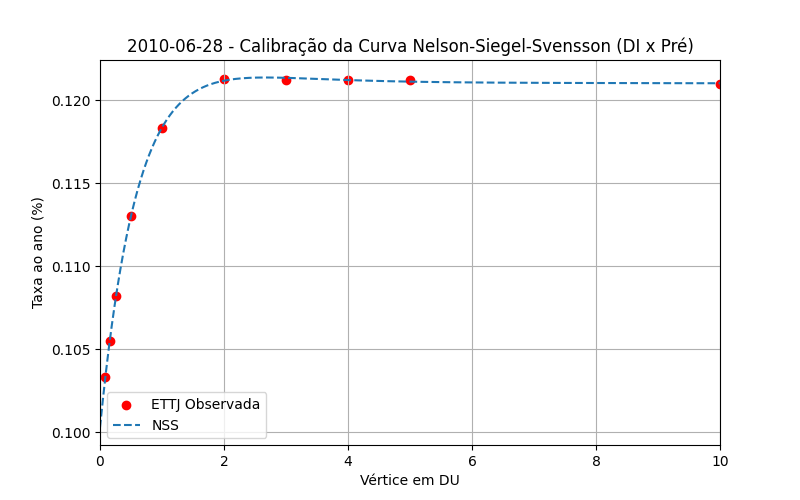 2010-06-28 - Calibração da Curva Nelson-Siegel-Svensson (DI x Pré)
Taxa ao ano (%)
0.120
0.115
0.110
0.105
0.100
ETTJ Observada
NSS
0 2 4 6 8 10
Vértice em DU